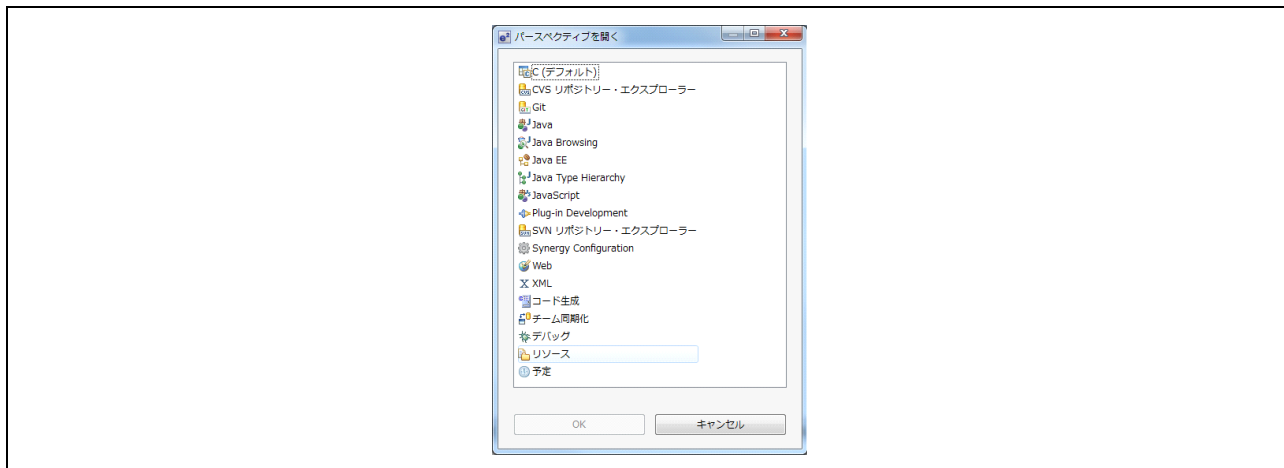 パースペクティブを開く
C (デフォルト)
CVS リポジトリー・エクスプローラー
Git
Java
Java Browsing
Java EE
Java Type Hierarchy
JavaScript
Plug-in Development
SVN リポジトリー・エクスプローラー
Synergy Configuration
Web
XML
コード生成
チーム同期化
デバッグ
リソース
予定
OK キャンセル